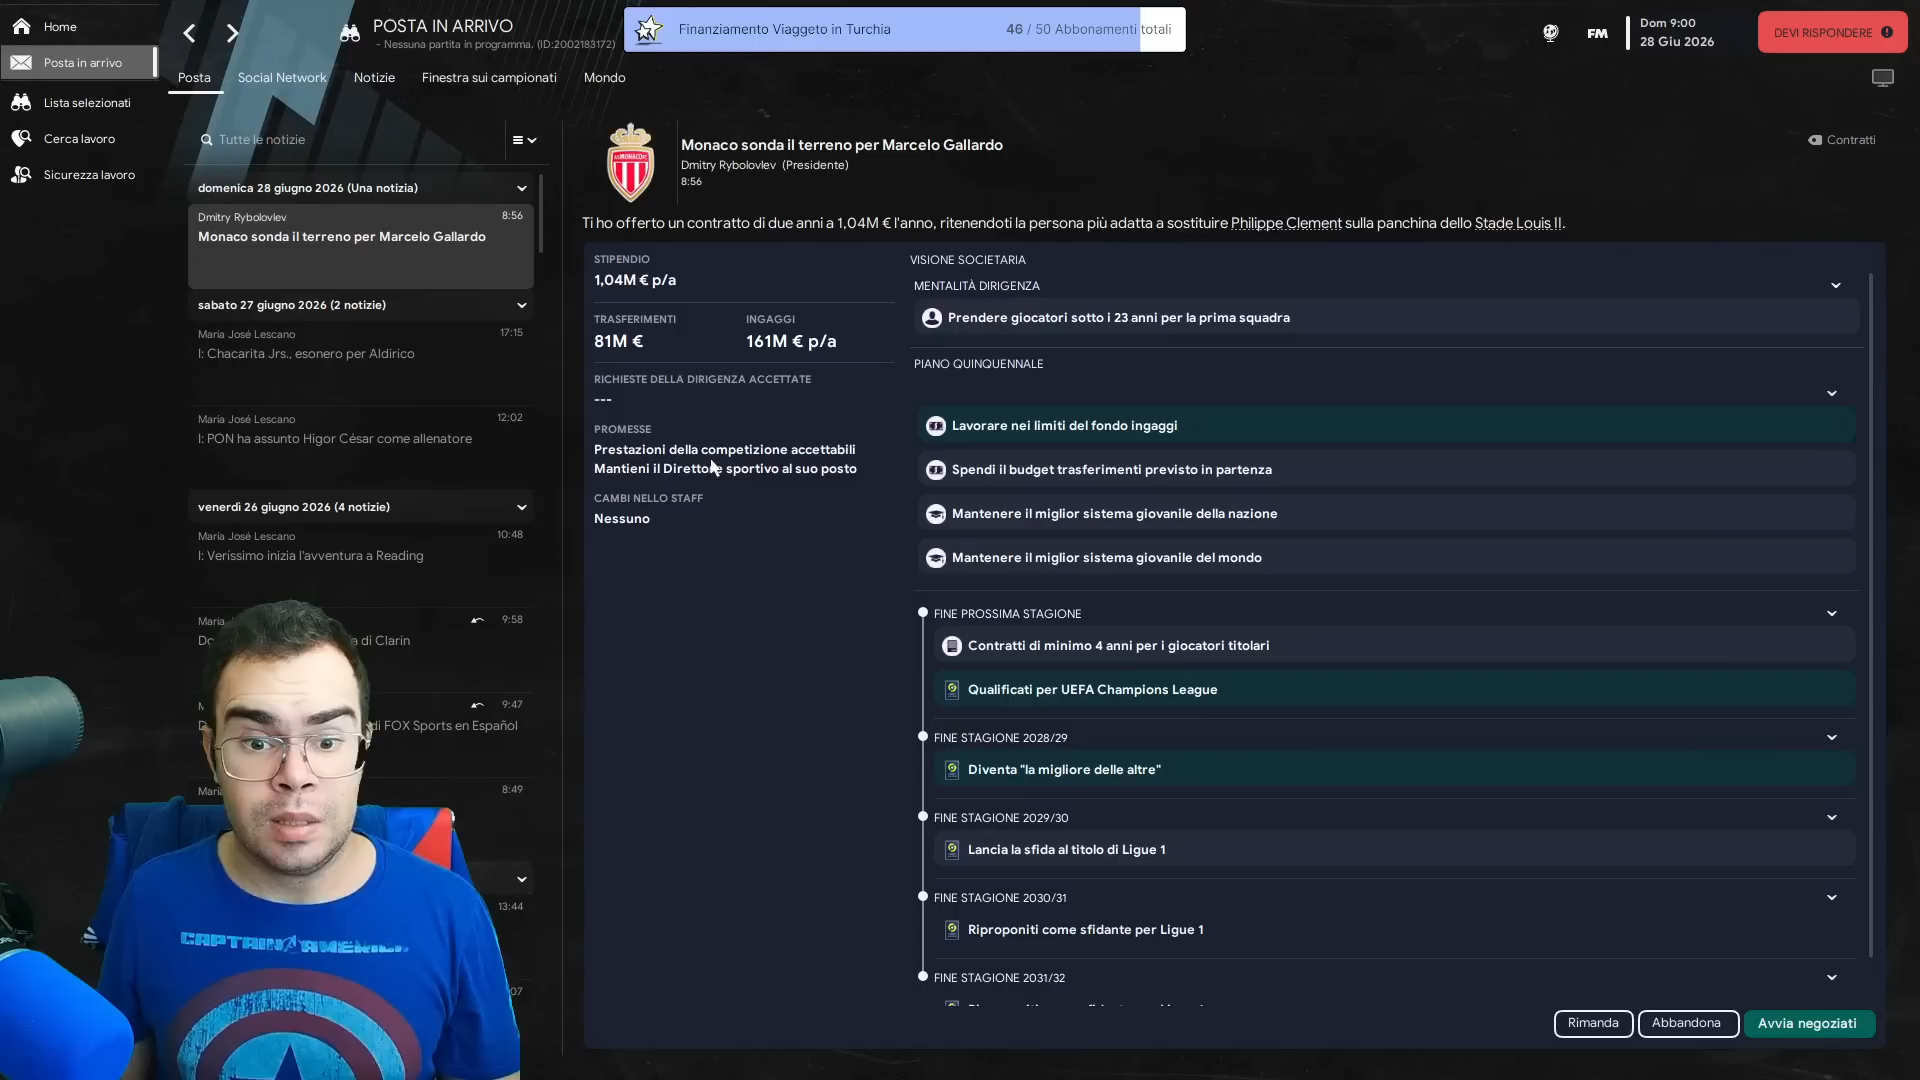 Home
Posta in arrivo
Lista selezionati
Cerca lavoro
Sicurezza lavoro
POSTA IN ARRIVO
- Nessuna partita in programma. (ID:2002183172)
Finanziamento Viaggeto in Turchia
46 / 50 Abbonamenti totali
FM
Dom 9:00
28 Giu 2026
DEVI RISPONDERE
Posta
Social Network
Notizie
Finestra sui campionati
Mondo
Tutte le notizie
domenica 28 giugno 2026 (Una notizia)
Dmitry Rybolovlev
8:56
Monaco sonda il terreno per Marcelo Gallardo
sabato 27 giugno 2026 (2 notizie)
María José Lescano
17:15
I: Chacarita Jrs., esonero per Aldirico
María José Lescano
12:02
I: PON ha assunto Higor César come allenatore
venerdì 26 giugno 2026 (4 notizie)
María José Lescano
10:48
I: Verissimo inizia l'avventura a Reading
María
9:58
a di Clarín
9:47
di FOX Sports en Español
María
8:49
13:44
07
Monaco sonda il terreno per Marcelo Gallardo
Dmitry Rybolovlev (Presidente)
8:56
Contratti
Ti ho offerto un contratto di due anni a 1,04M € l'anno, ritenendoti la persona più adatta a sostituire Philippe Clement sulla panchina dello Stade Louis II.
STIPENDIO
1,04M € p/a
TRASFERIMENTI
81M €
INGAGGI
161M € p/a
RICHIESTE DELLA DIRIGENZA ACCETTATE
---
PROMESSE
Prestazioni della competizione accettabili
Mantieni il Direttore sportivo al suo posto
CAMBI NELLO STAFF
Nessuno
VISIONE SOCIETARIA
MENTALITÀ DIRIGENZA
Prendere giocatori sotto i 23 anni per la prima squadra
PIANO QUINQUENNALE
Lavorare nei limiti del fondo ingaggi
Spendi il budget trasferimenti previsto in partenza
Mantenere il miglior sistema giovanile della nazione
Mantenere il miglior sistema giovanile del mondo
FINE PROSSIMA STAGIONE
Contratti di minimo 4 anni per i giocatori titolari
Qualificati per UEFA Champions League
FINE STAGIONE 2028/29
Diventa "la migliore delle altre"
FINE STAGIONE 2029/30
Lancia la sfida al titolo di Ligue 1
FINE STAGIONE 2030/31
Riproponiti come sfidante per Ligue 1
FINE STAGIONE 2031/32
Rimanda
Abbandona
Avvia negoziati
CAPTAIN AMERICA